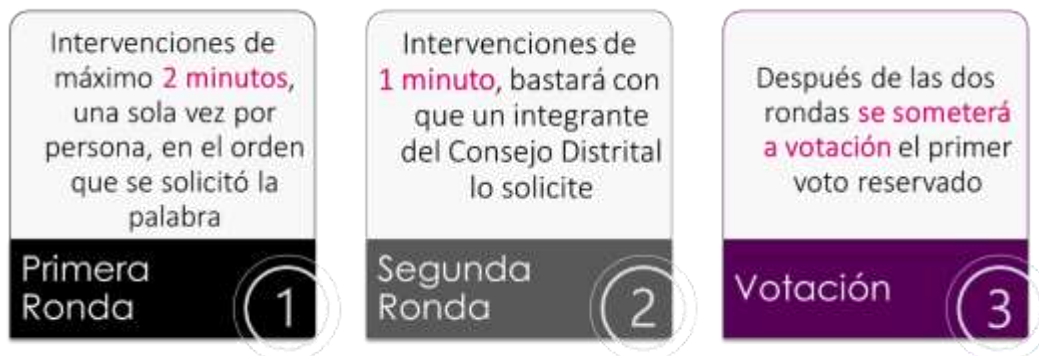 Intervenciones de
máximo 2 minutos,
una sola vez por
persona, en el orden
que se solicitó la
palabra
Primera
Ronda
1
Intervenciones de
1 minuto, bastará con
que un integrante
del Consejo Distrital
lo solicite
Segunda
Ronda
2
Después de las dos
rondas se someterá
a votación el primer
voto reservado
Votación
3